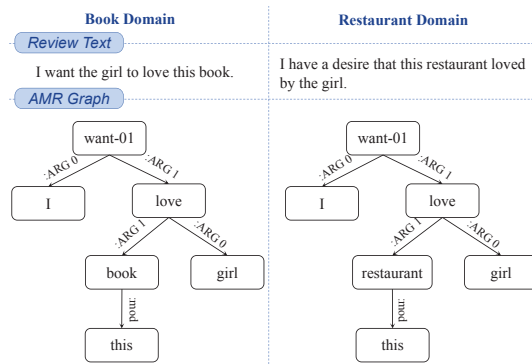 Book Domain
Restaurant Domain
Review Text
I want the girl to love this book.
I have a desire that this restaurant loved
by the girl.
AMR Graph
want-01
:ARG 0
:ARG 1
I
love
:ARG 1
:ARG 0
book
girl
:mod
this
want-01
:ARG 0
:ARG 1
I
love
:ARG 1
:ARG 0
restaurant
girl
:mod
this